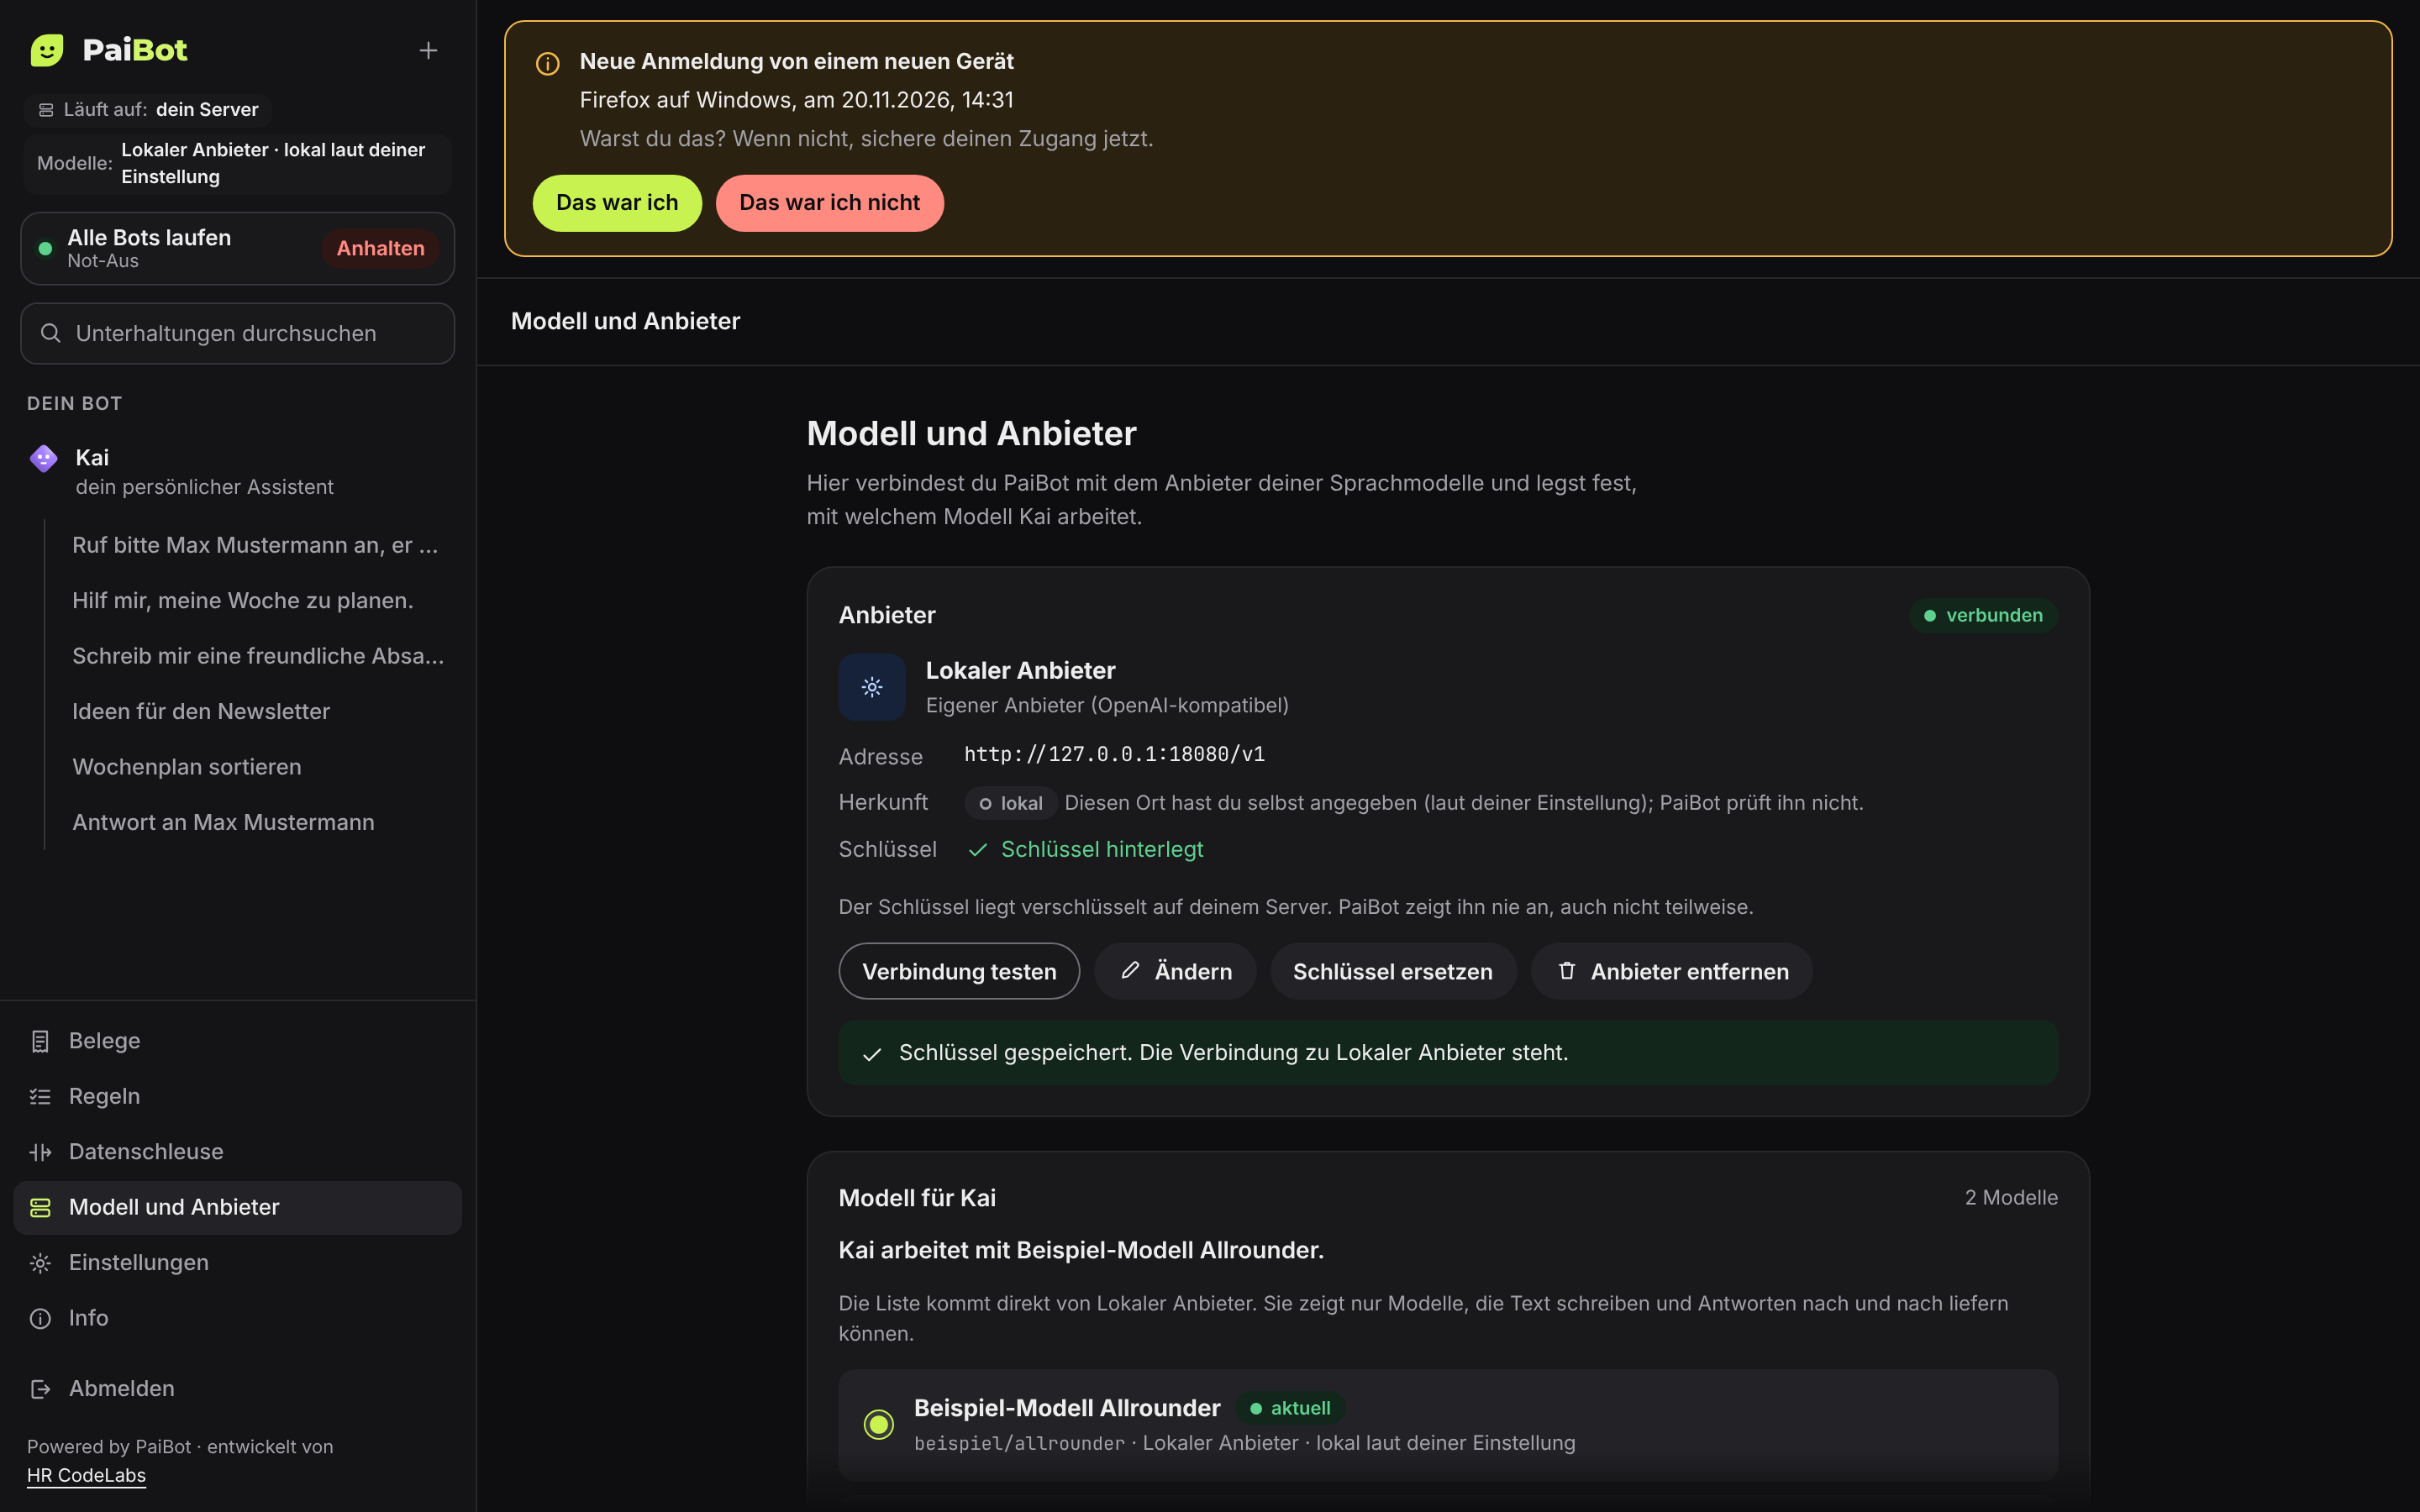 PaiBot
Läuft auf: dein Server
Modelle: Lokaler Anbieter · lokal laut deiner
Einstellung
Alle Bots laufen
Not-Aus
Anhalten
Unterhaltungen durchsuchen
DEIN BOT
Kai
dein persönlicher Assistent
Ruf bitte Max Mustermann an, er ...
Hilf mir, meine Woche zu planen.
Schreib mir eine freundliche Absa...
Ideen für den Newsletter
Wochenplan sortieren
Antwort an Max Mustermann
Belege
Regeln
Datenschleuse
Modell und Anbieter
Einstellungen
Info
Abmelden
Powered by PaiBot · entwickelt von
HR CodeLabs
Neue Anmeldung von einem neuen Gerät
Firefox auf Windows, am 20.11.2026, 14:31
Warst du das? Wenn nicht, sichere deinen Zugang jetzt.
Das war ich
Das war ich nicht
Modell und Anbieter
Modell und Anbieter
Hier verbindest du PaiBot mit dem Anbieter deiner Sprachmodelle und legst fest,
mit welchem Modell Kai arbeitet.
Anbieter
verbunden
Lokaler Anbieter
Eigener Anbieter (OpenAI-kompatibel)
Adresse http://127.0.0.1:18080/v1
Herkunft lokal Diesen Ort hast du selbst angegeben (laut deiner Einstellung); PaiBot prüft ihn nicht.
Schlüssel Schlüssel hinterlegt
Der Schlüssel liegt verschlüsselt auf deinem Server. PaiBot zeigt ihn nie an, auch nicht teilweise.
Verbindung testen
Ändern
Schlüssel ersetzen
Anbieter entfernen
Schlüssel gespeichert. Die Verbindung zu Lokaler Anbieter steht.
Modell für Kai
2 Modelle
Kai arbeitet mit Beispiel-Modell Allrounder.
Die Liste kommt direkt von Lokaler Anbieter. Sie zeigt nur Modelle, die Text schreiben und Antworten nach und nach liefern
können.
Beispiel-Modell Allrounder
aktuell
beispiel/allrounder · Lokaler Anbieter · lokal laut deiner Einstellung